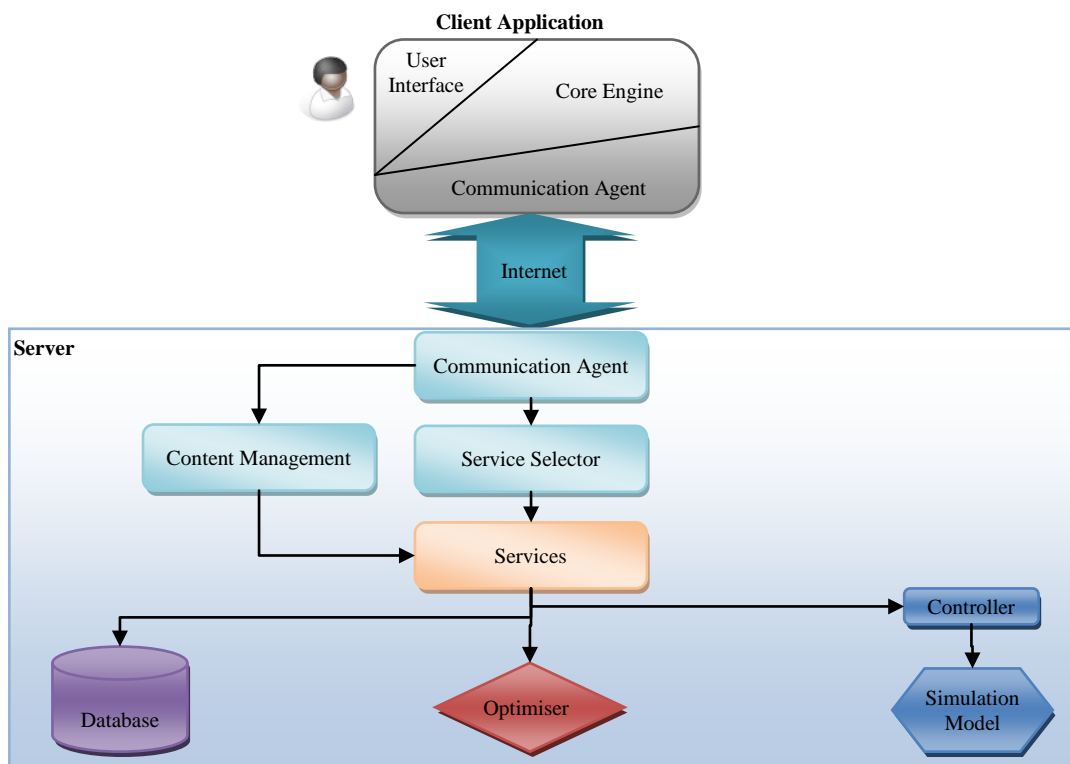 Client Application
User
Interface
Core Engine
Communication Agent
Internet
Server
Communication Agent
Content Management
Service Selector
Services
Controller
Database
Optimiser
Simulation
Model